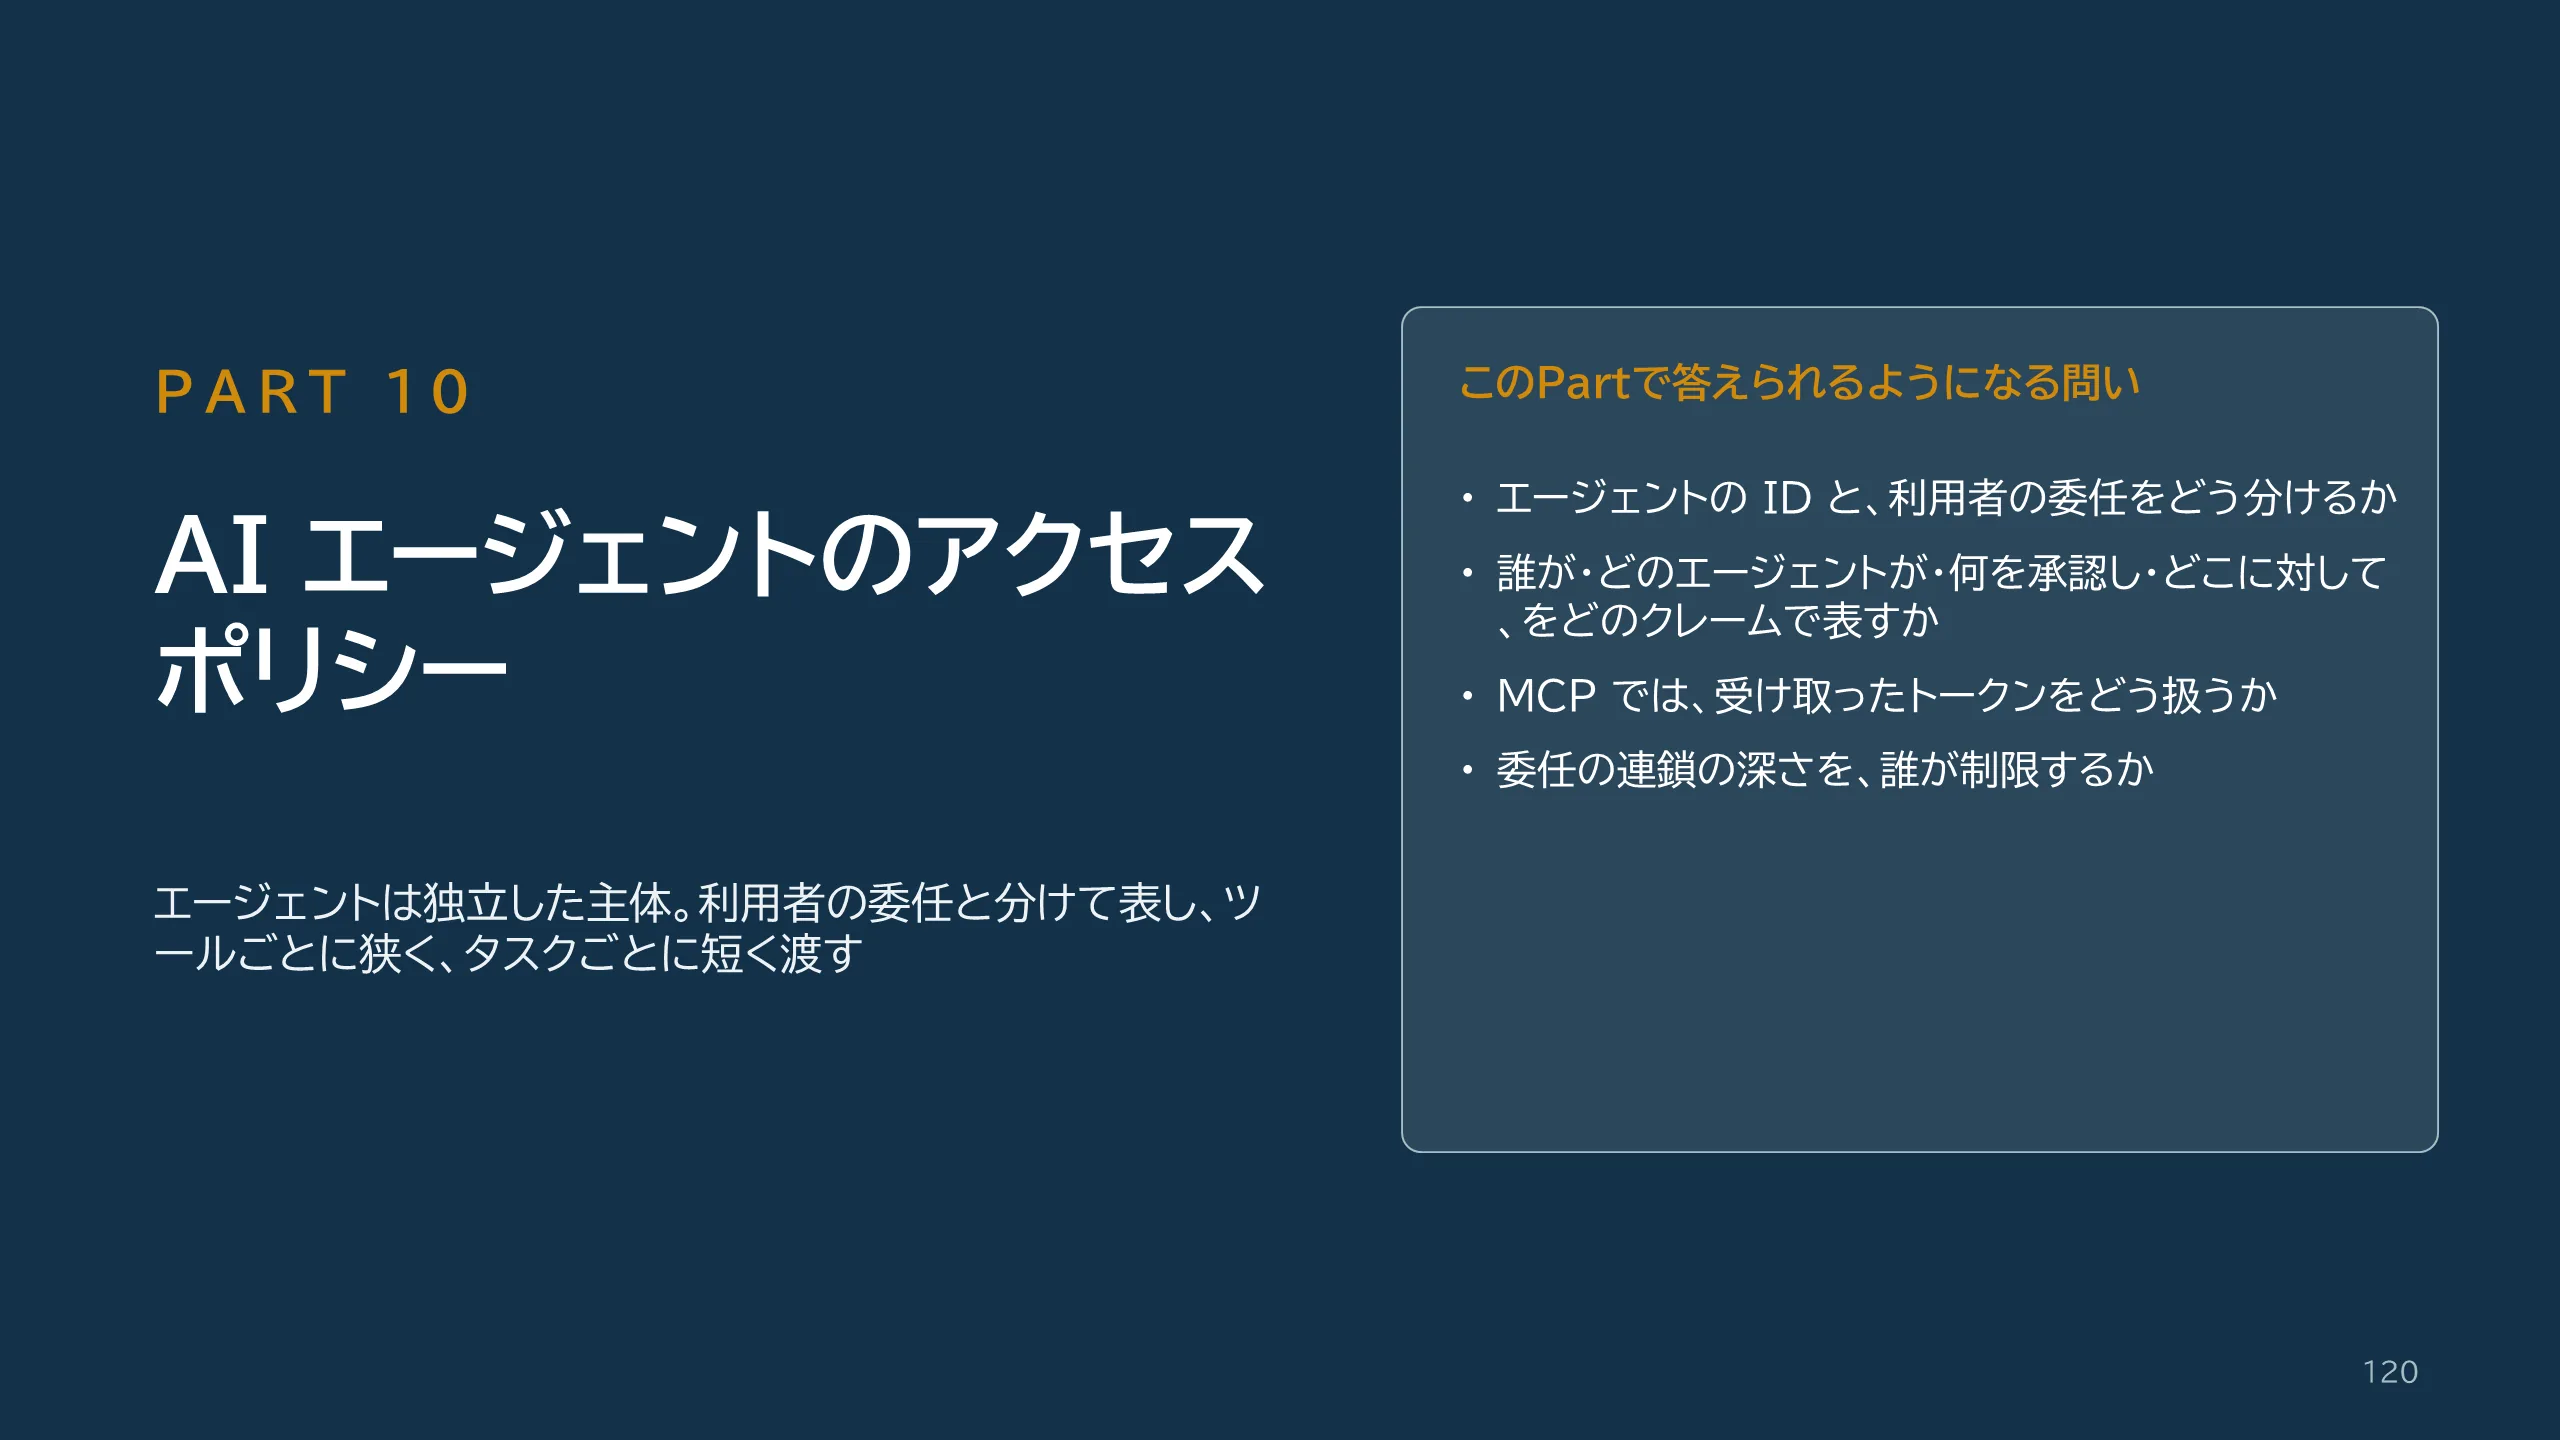 PART 10
AI エージェントのアクセス
ポリシー
エージェントは独立した主体。利用者の委任と分けて表し、ツ
ールごとに狭く、タスクごとに短く渡す
このPartで答えられるようになる問い
• エージェントの ID と、利用者の委任をどう分けるか
• 誰が・どのエージェントが・何を承認し・どこに対して
、をどのクレームで表すか
• MCP では、受け取ったトークンをどう扱うか
• 委任の連鎖の深さを、誰が制限するか
120